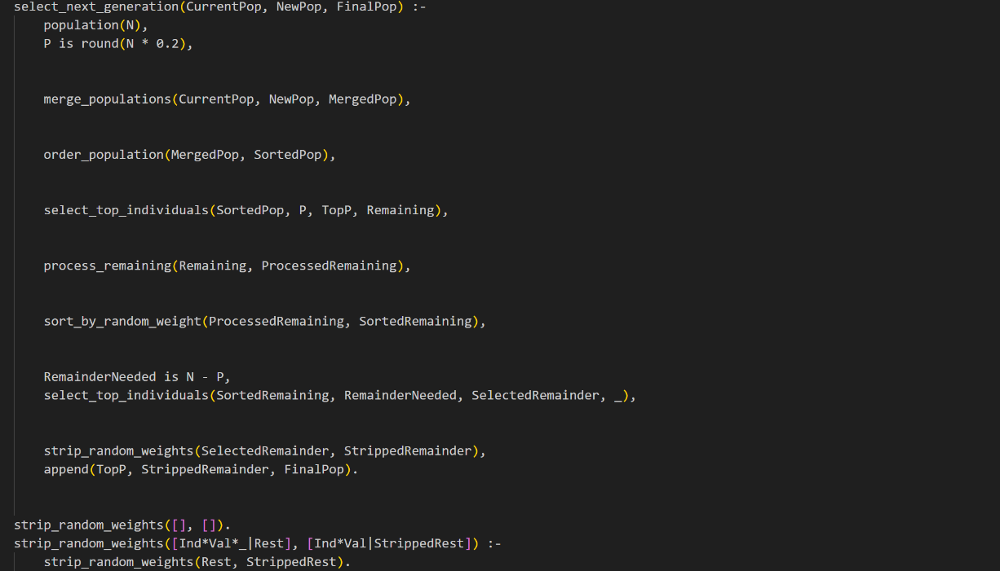 select_next_generation(CurrentPop, NewPop, FinalPop) :-
    population(N),
    P is round(N * 0.2),
    merge_populations(CurrentPop, NewPop, MergedPop),
    order_population(MergedPop, SortedPop),
    select_top_individuals(SortedPop, P, TopP, Remaining),
    process_remaining(Remaining, ProcessedRemaining),
    sort_by_random_weight(ProcessedRemaining, SortedRemaining),
    RemainderNeeded is N - P,
    select_top_individuals(SortedRemaining, RemainderNeeded, SelectedRemainder, _),
    strip_random_weights(SelectedRemainder, StrippedRemainder),
    append(TopP, StrippedRemainder, FinalPop).
strip_random_weights([], []).
strip_random_weights([Ind*Val*_|Rest], [Ind*Val|StrippedRest]) :-
    strip_random_weights(Rest, StrippedRest).